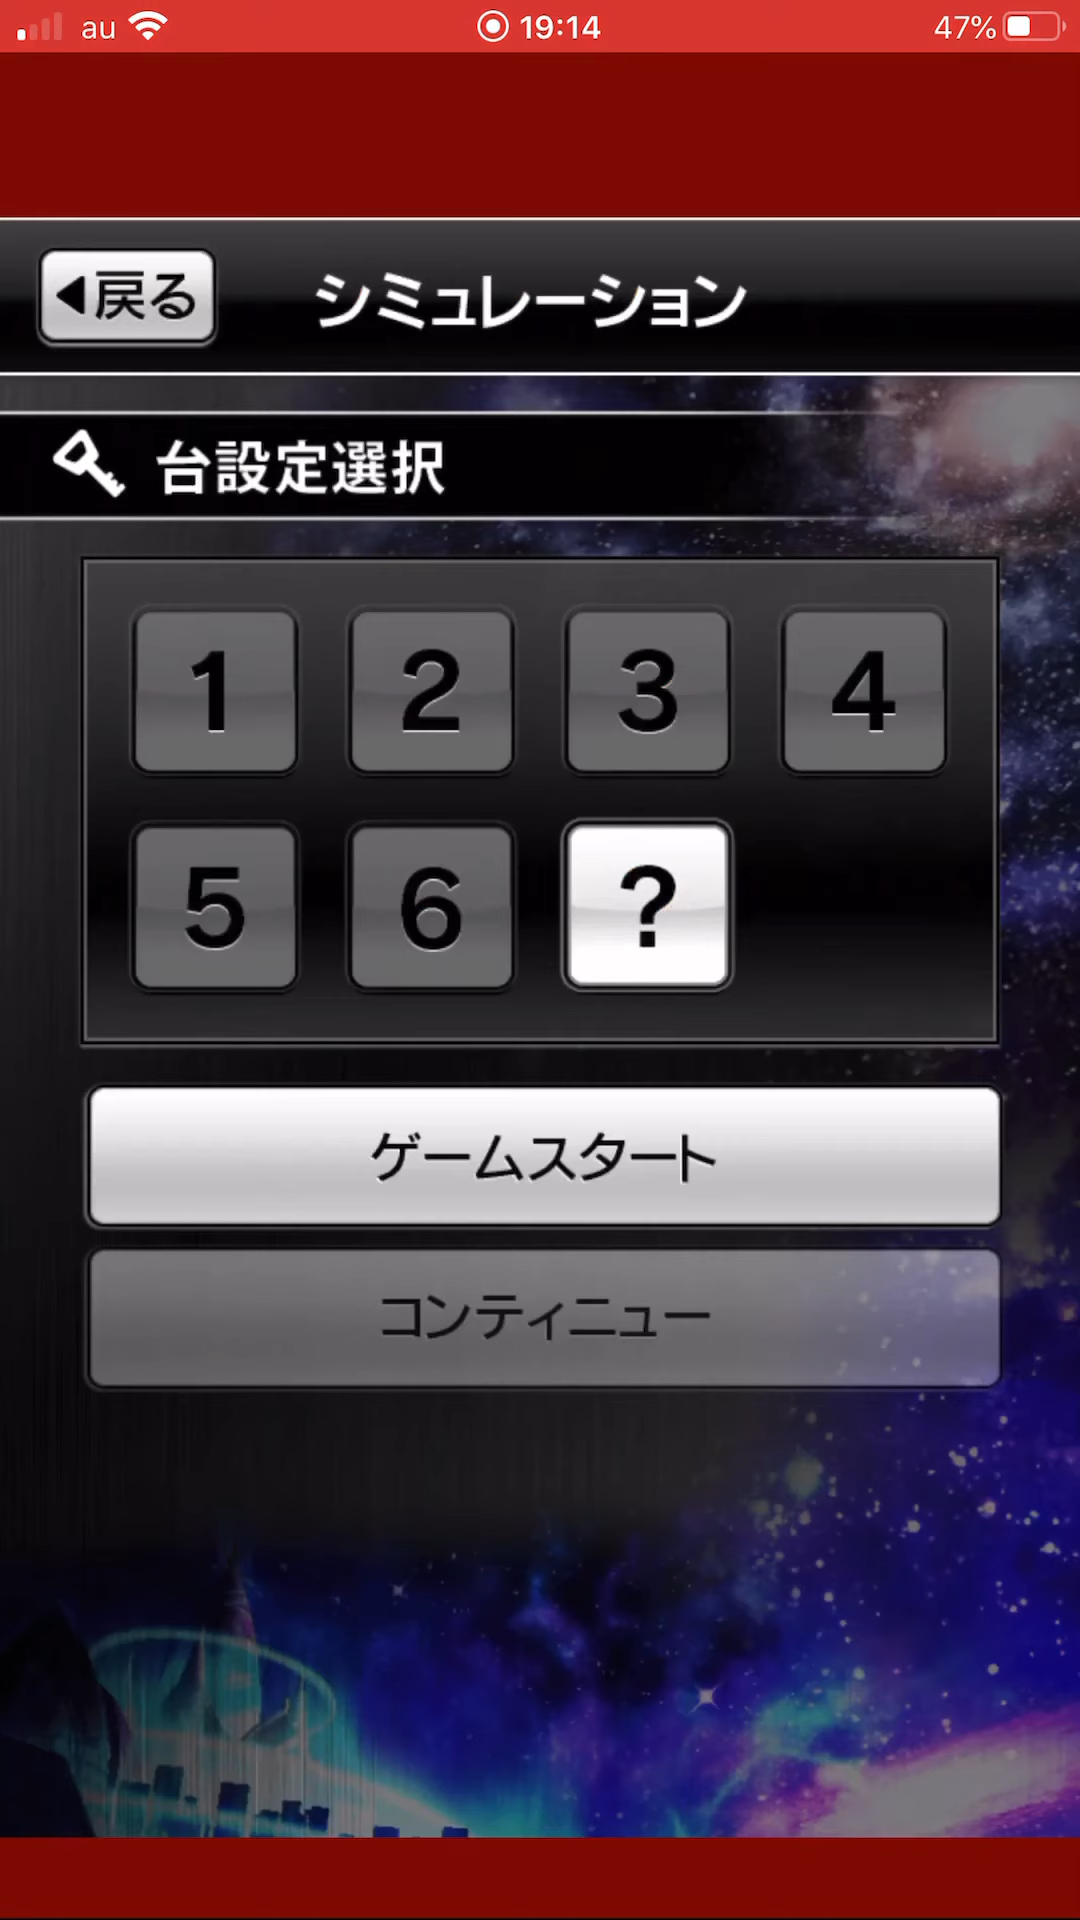 au 19:14 47%
戻る シミュレーション
台設定選択
1 2 3 4
5 6 ?
ゲームスタート
コンティニュー